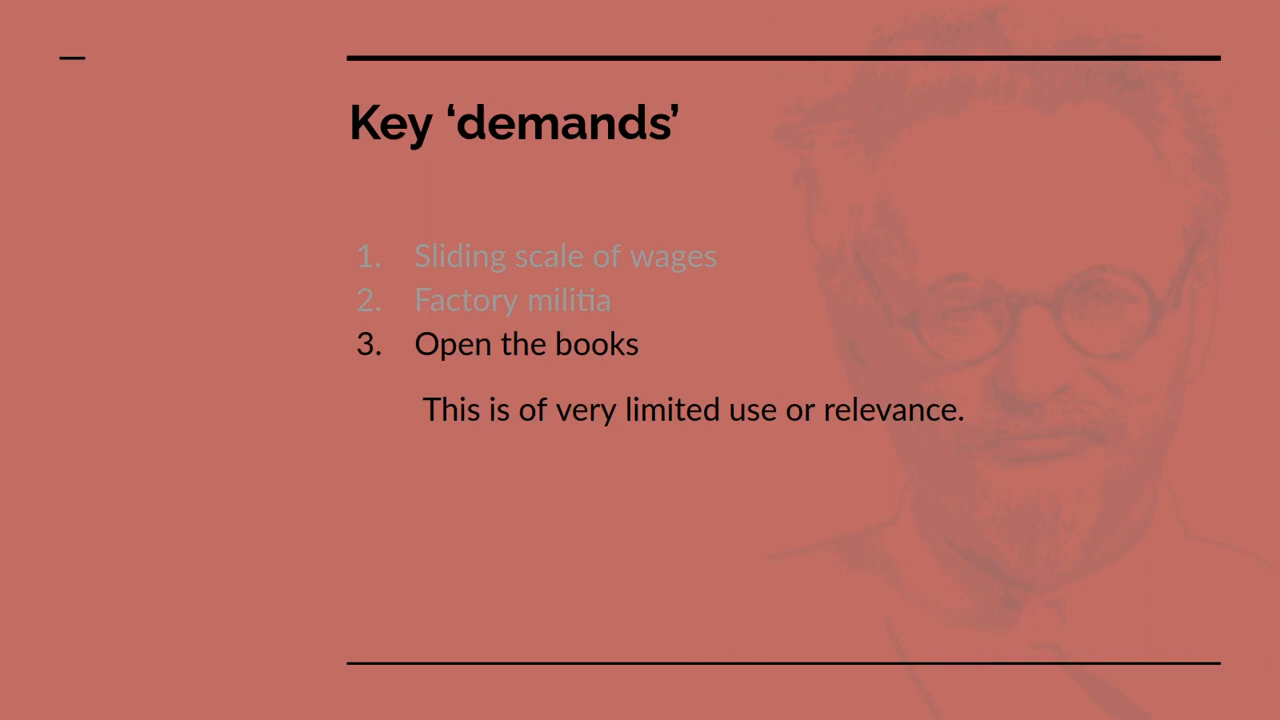 Key ‘demands’
1. Sliding scale of wages
2. Factory militia
3. Open the books
This is of very limited use or relevance.